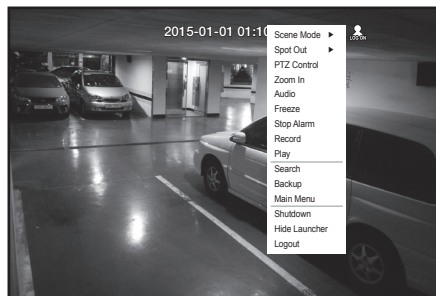 2015-01-01 01:10
LOG ON
Scene Mode
Spot Out
PTZ Control
Zoom In
Audio
Freeze
Stop Alarm
Record
Play
Search
Backup
Main Menu
Shutdown
Hide Launcher
Logout